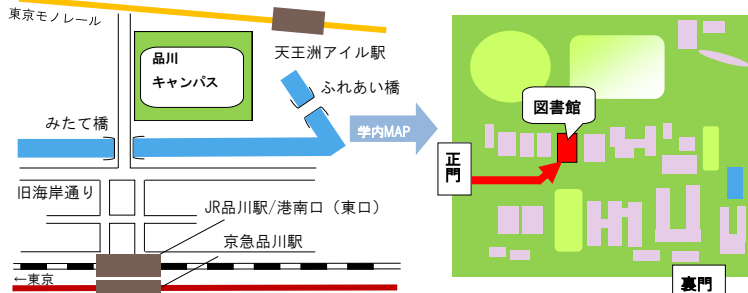 東京モノレール
天王洲アイル駅
品川
キャンパス
ふれあい橋
みたて橋
学内MAP
図書館
正門
旧海岸通り
JR品川駅/港南口（東口）
京急品川駅
←東京
裏門